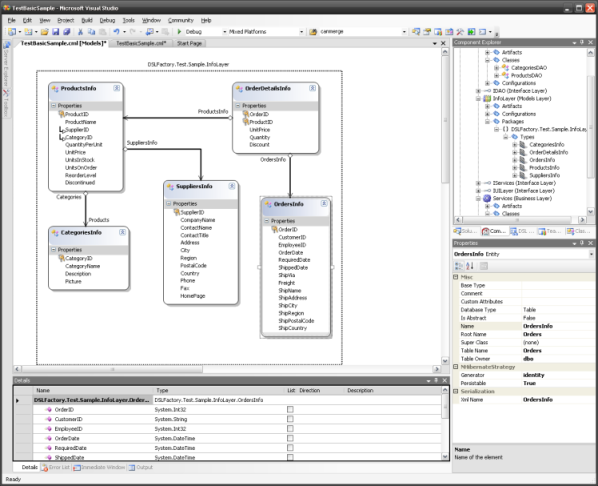 TestBasicSample - Microsoft Visual Studio
File Edit View Project Build Debug Tools Test Window Community Help
Debug
Mixed Platforms
canmerge
TestBasicSample.cml [Models]*
TestBasicSample.cml*
Start Page
Server Explorer
Toolbox
DSLFactory.Test.Sample.InfoLayer
ProductsInfo
Properties
ProductID
ProductName
SupplierID
CategoryID
QuantityPerUnit
UnitPrice
UnitsInStock
UnitsOnOrder
ReorderLevel
Discontinued
OrderDetailsInfo
Properties
OrderID
ProductID
UnitPrice
Quantity
Discount
ProductsInfo
SuppliersInfo
OrdersInfo
Categories
Products
SuppliersInfo
Properties
SupplierID
CompanyName
ContactName
ContactTitle
Address
City
Region
PostalCode
Country
Phone
Fax
HomePage
CategoriesInfo
Properties
CategoryID
CategoryName
Description
Picture
OrdersInfo
Properties
OrderID
CustomerID
EmployeeID
OrderDate
RequiredDate
ShippedDate
ShipVia
Freight
ShipName
ShipAddress
ShipCity
ShipRegion
ShipPostalCode
ShipCountry
Component Explorer
Artifacts
Classes
CategoriesDAO
ProductsDAO
Configurations
IDAO (Interface Layer)
InfoLayer (Models Layer)
Artifacts
Configurations
Packages
DSLFactory.Test.Sample.InfoLay
Types
CategoriesInfo
OrderDetailsInfo
OrdersInfo
ProductsInfo
SuppliersInfo
IServices (Interface Layer)
IUILayer (Interface Layer)
Services (Business Layer)
Artifacts
Classes
Solu...
Com...
DSL ...
Tea...
Clas...
Properties
OrdersInfo Entity
Misc
Base Type
Comment
Custom Attributes
Database Type Table
Is Abstract False
Name OrdersInfo
Root Name Orders
Super Class (none)
Table Name Orders
Table Owner dbo
NHibernateStrategy
Generator identity
Persistable True
Serialization
Xml Name OrdersInfo
Name
Name of the element
Details
Name Type List Direction Description
DSLFactory.Test.Sample.InfoLayer.Order... DSLFactory.Test.Sample.InfoLayer.OrdersInfo
OrderID System.Int32
CustomerID System.String
EmployeeID System.Int32
OrderDate System.DateTime
RequiredDate System.DateTime
ShippedDate System.DateTime
Details
Error List
Immediate Window
Output
Ready